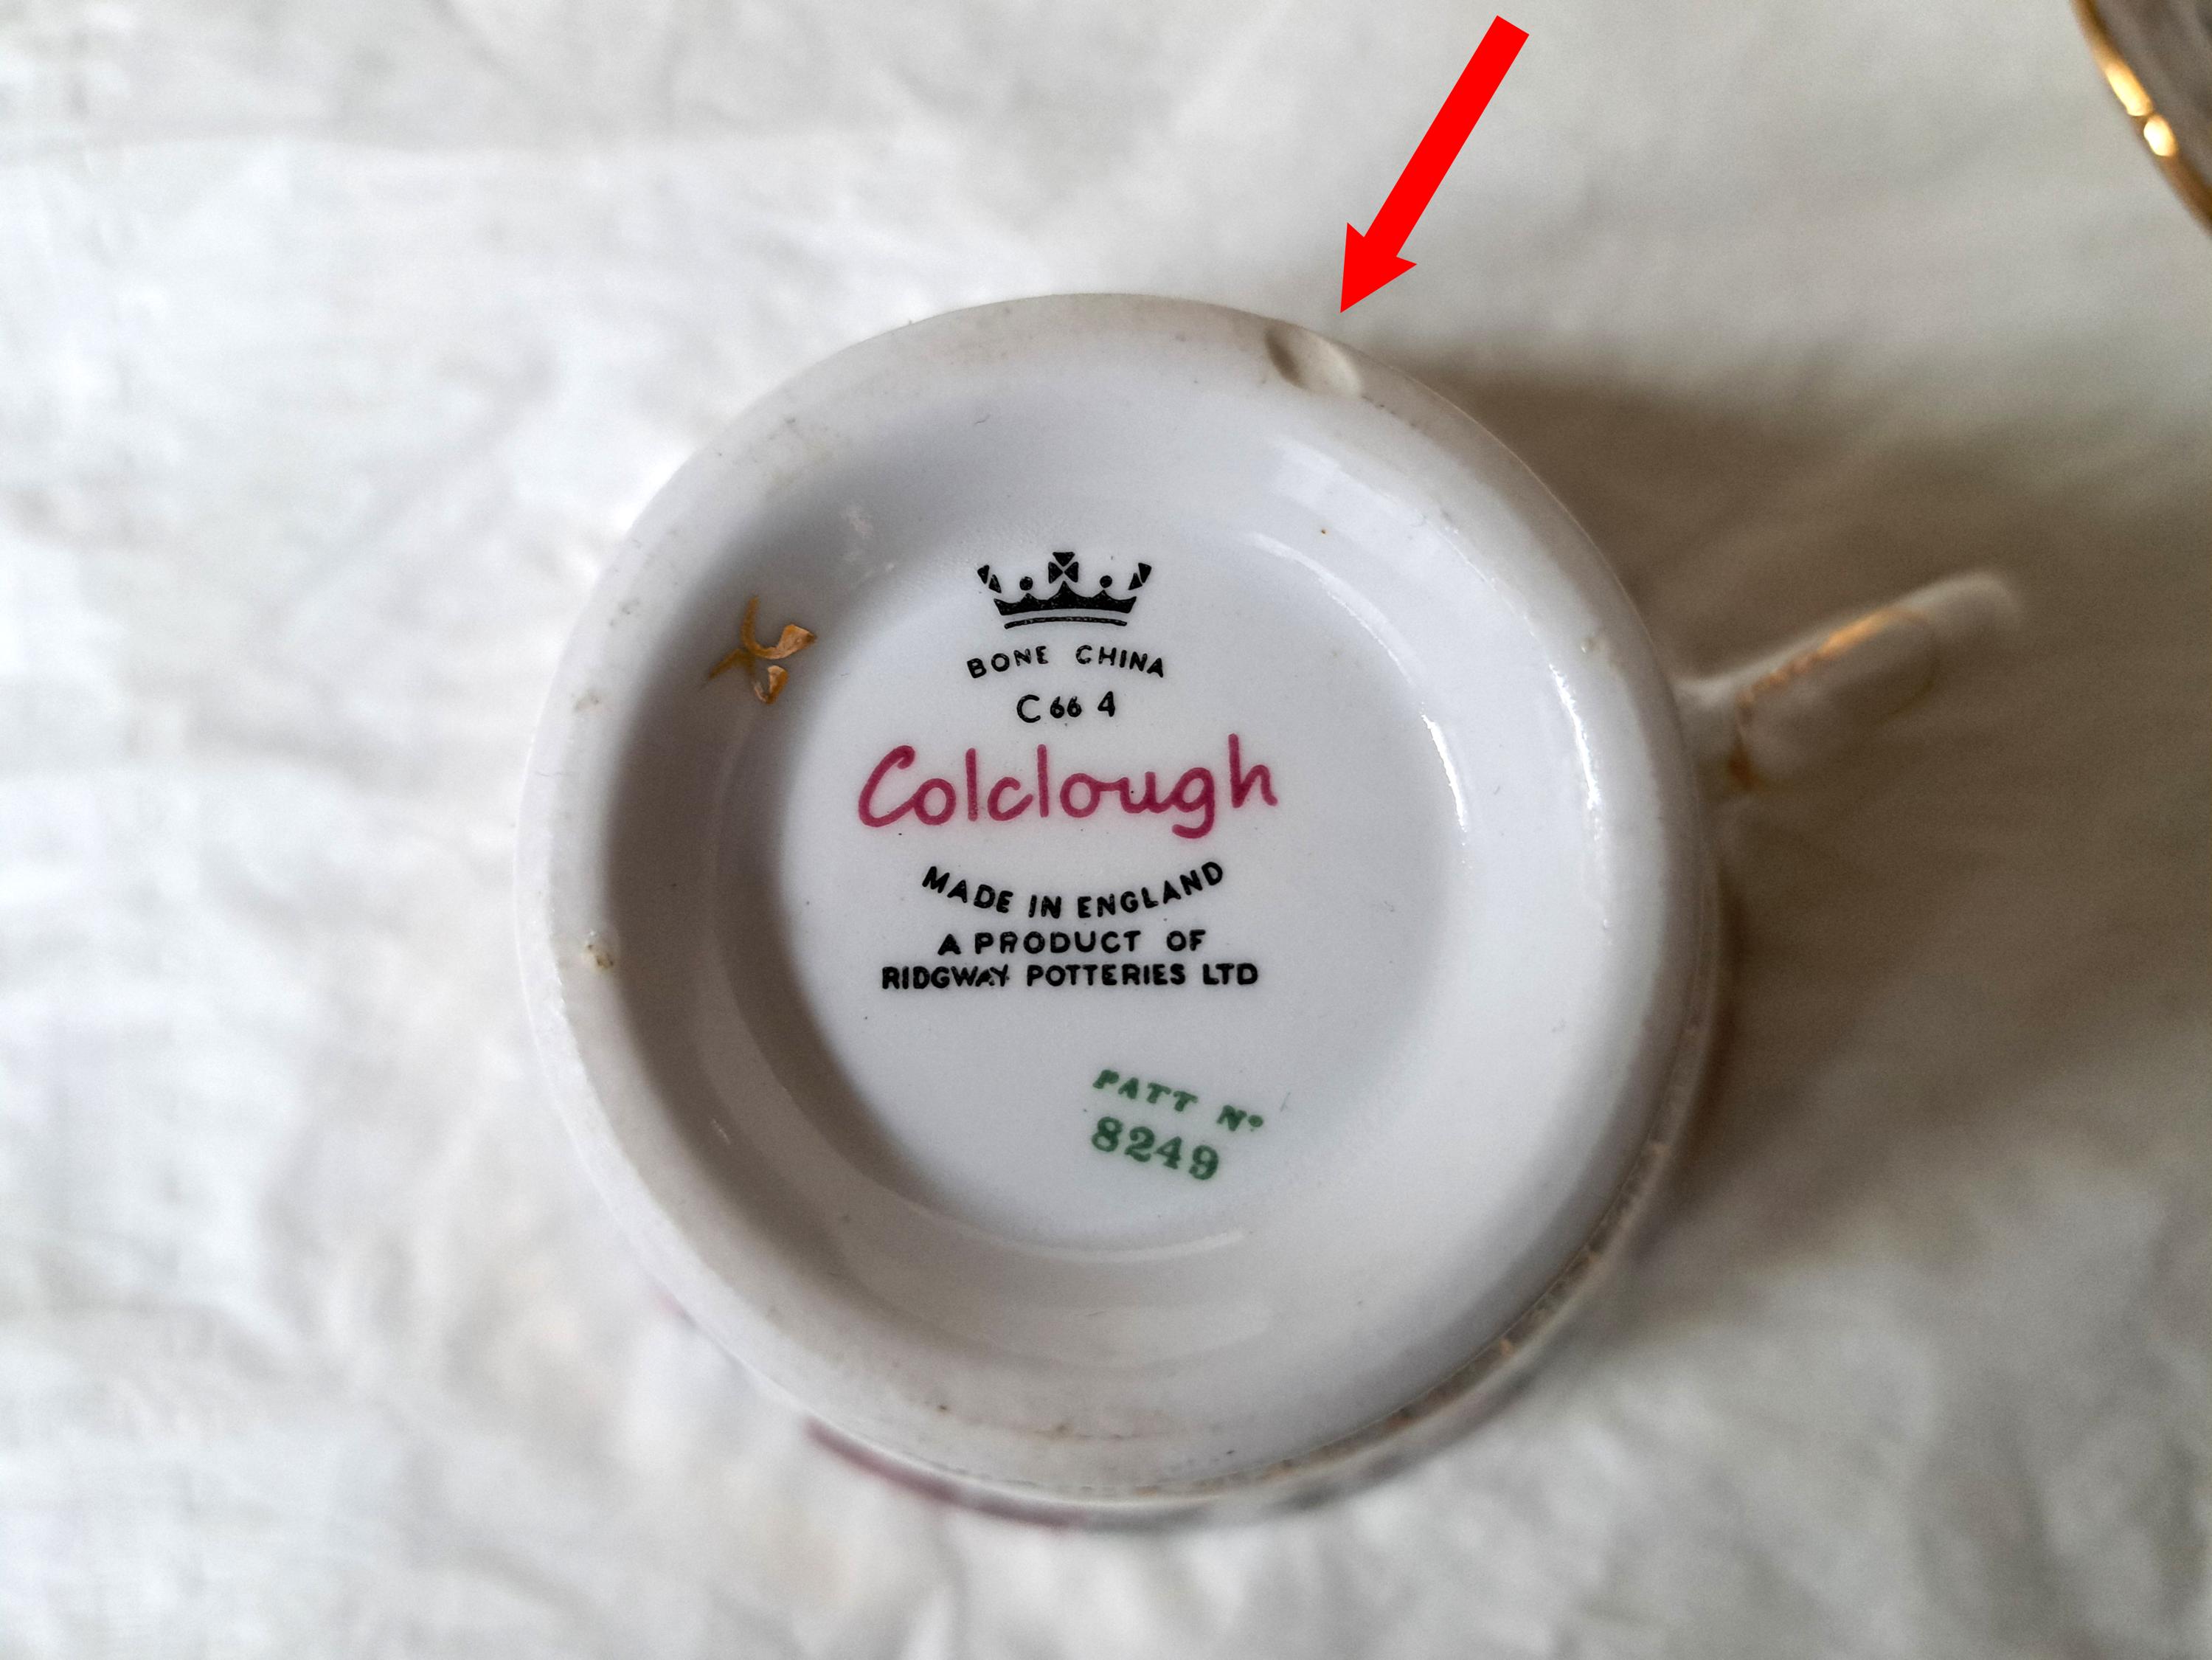 BONE CHINA
C 66 4
Colclough
MADE IN ENGLAND
A PRODUCT OF
RIDGWAY POTTERIES LTD
PATT Nº
8249